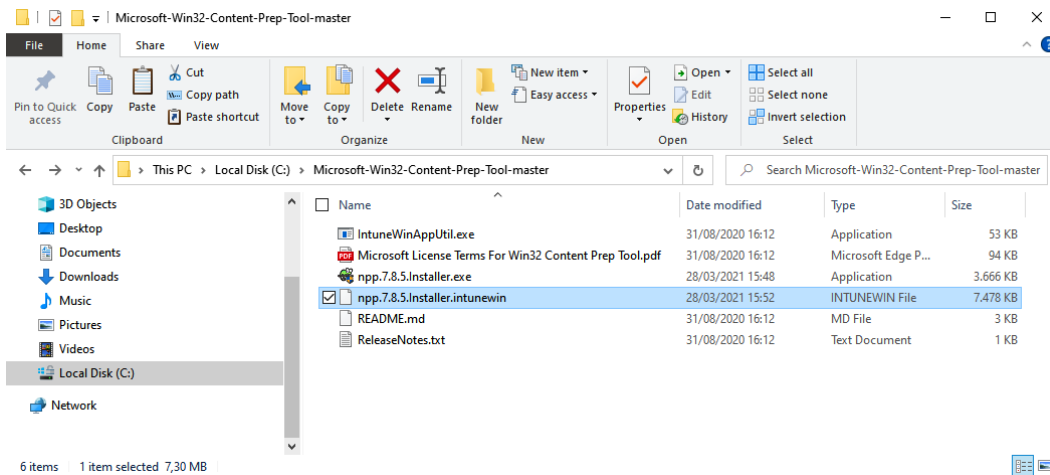 Microsoft-Win32-Content-Prep-Tool-master
File Home Share View
Pin to Quick access
Copy
Paste
Cut
Copy path
Paste shortcut
Clipboard
Move to
Copy to
Delete
Rename
Organize
New folder
New item
Easy access
New
Properties
Open
Edit
History
Open
Select all
Select none
Invert selection
Select
This PC > Local Disk (C:) > Microsoft-Win32-Content-Prep-Tool-master
Search Microsoft-Win32-Content-Prep-Tool-master
3D Objects
Desktop
Documents
Downloads
Music
Pictures
Videos
Local Disk (C:)
Network
Name Date modified Type Size
IntuneWinAppUtil.exe 31/08/2020 16:12 Application 53 KB
PDF Microsoft License Terms For Win32 Content Prep Tool.pdf 31/08/2020 16:12 Microsoft Edge P... 94 KB
npp.7.8.5.Installer.exe 28/03/2021 15:48 Application 3.666 KB
npp.7.8.5.Installer.intunewin 28/03/2021 15:52 INTUNEWIN File 7.478 KB
README.md 31/08/2020 16:12 MD File 3 KB
ReleaseNotes.txt 31/08/2020 16:12 Text Document 1 KB
6 items 1 item selected 7,30 MB